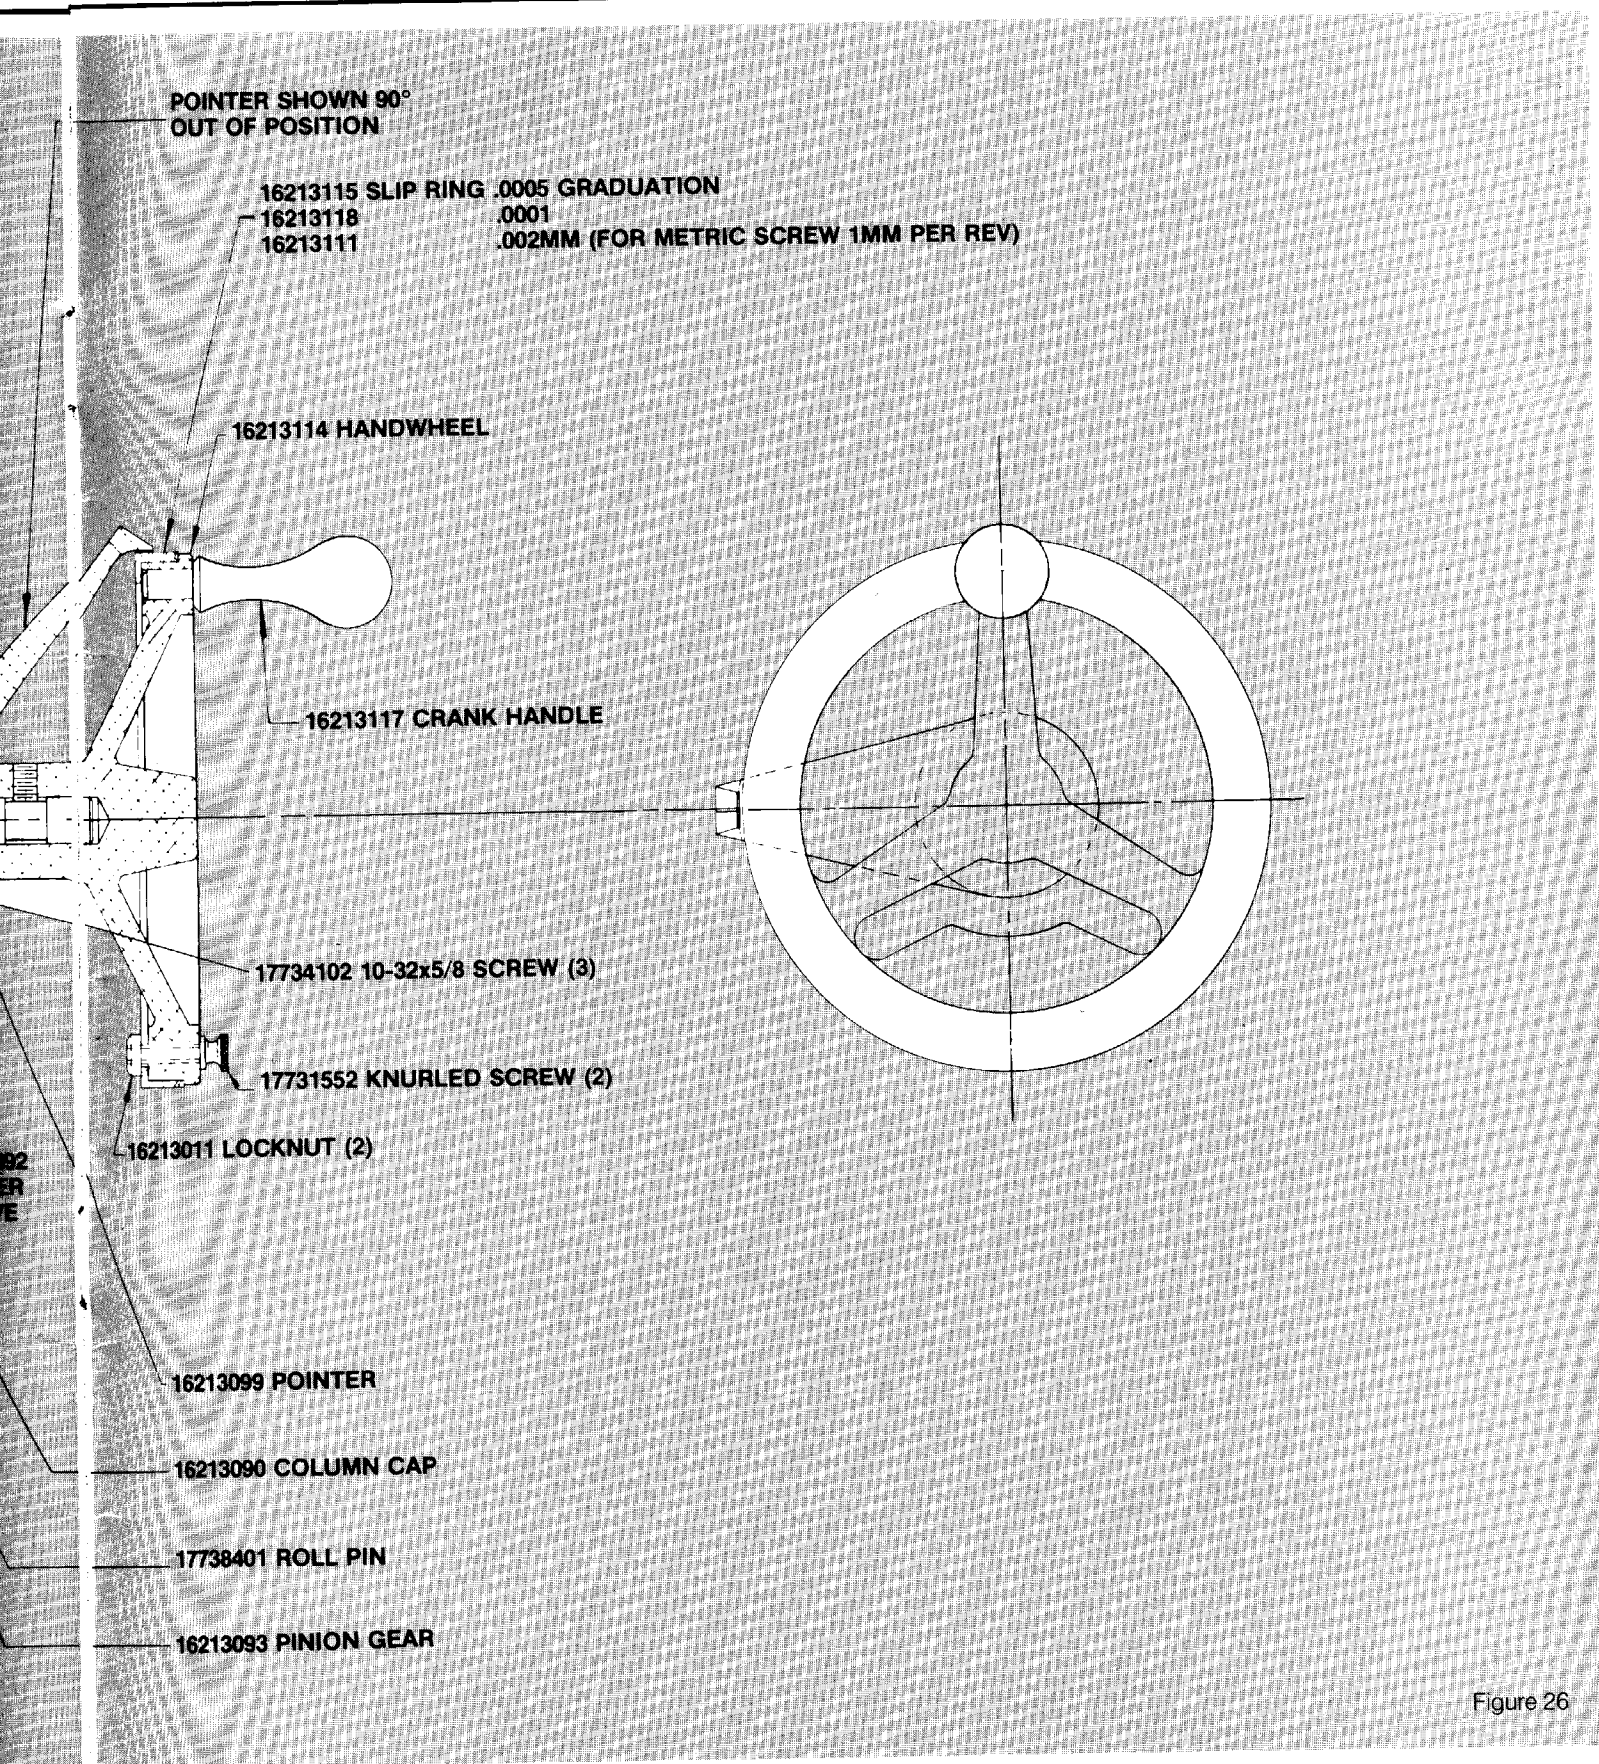 POINTER SHOWN 90°
OUT OF POSITION
16213115 SLIP RING .0005 GRADUATION
16213118 .0001
16213111 .002MM (FOR METRIC SCREW 1MM PER REV)
16213114 HANDWHEEL
16213117 CRANK HANDLE
17734102 10-32x5/8 SCREW (3)
17731552 KNURLED SCREW (2)
16213011 LOCKNUT (2)
92
ER
16213099 POINTER
16213090 COLUMN CAP
17738401 ROLL PIN
16213093 PINION GEAR
Figure 26